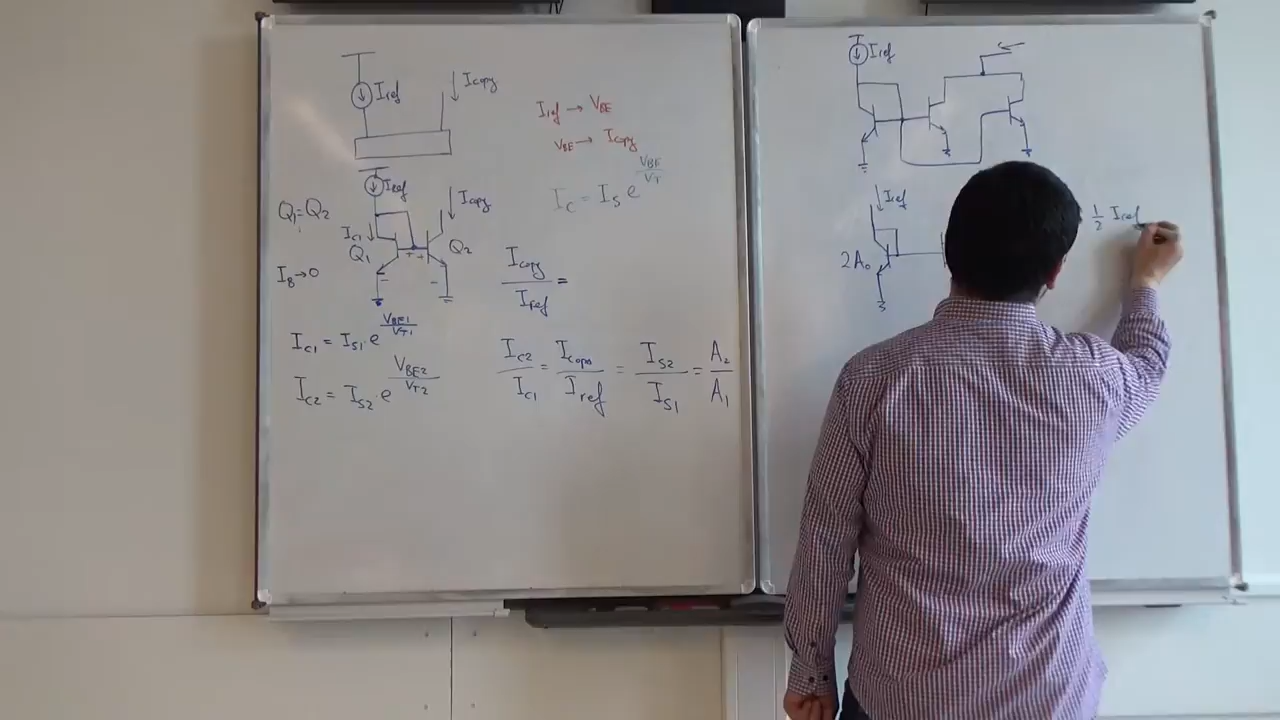 Iref
Icopy
Iref → VBE
VBE → Icopy
IC = IS e^(VBE/VT)
Iref
Icopy
Q1=Q2
IC1
Q1
Q2
+ +
- -
IB→0
Icopy/Iref =
IC1 = IS1·e^(VBE1/VT1)
IC2 = IS2·e^(VBE2/VT2)
IC2/IC1 = Icopy/Iref = IS2/IS1 = A2/A1
Iref
Iref
2A0
1/2 Iref